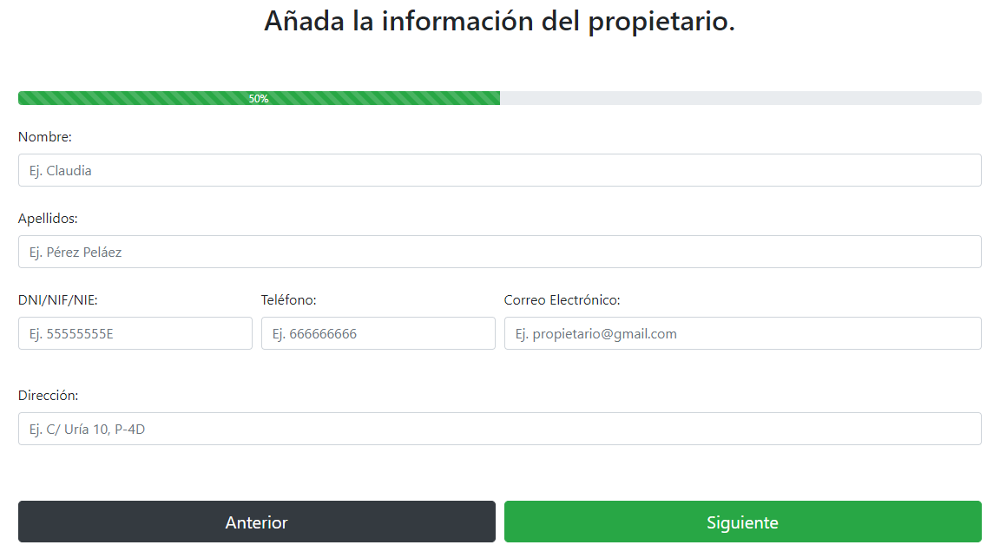 Añada la información del propietario.
50%
Nombre:
Ej. Claudia
Apellidos:
Ej. Pérez Peláez
DNI/NIF/NIE: Teléfono: Correo Electrónico:
Ej. 55555555E Ej. 666666666 Ej. propietario@gmail.com
Dirección:
Ej. C/ Uría 10, P-4D
Anterior Siguiente